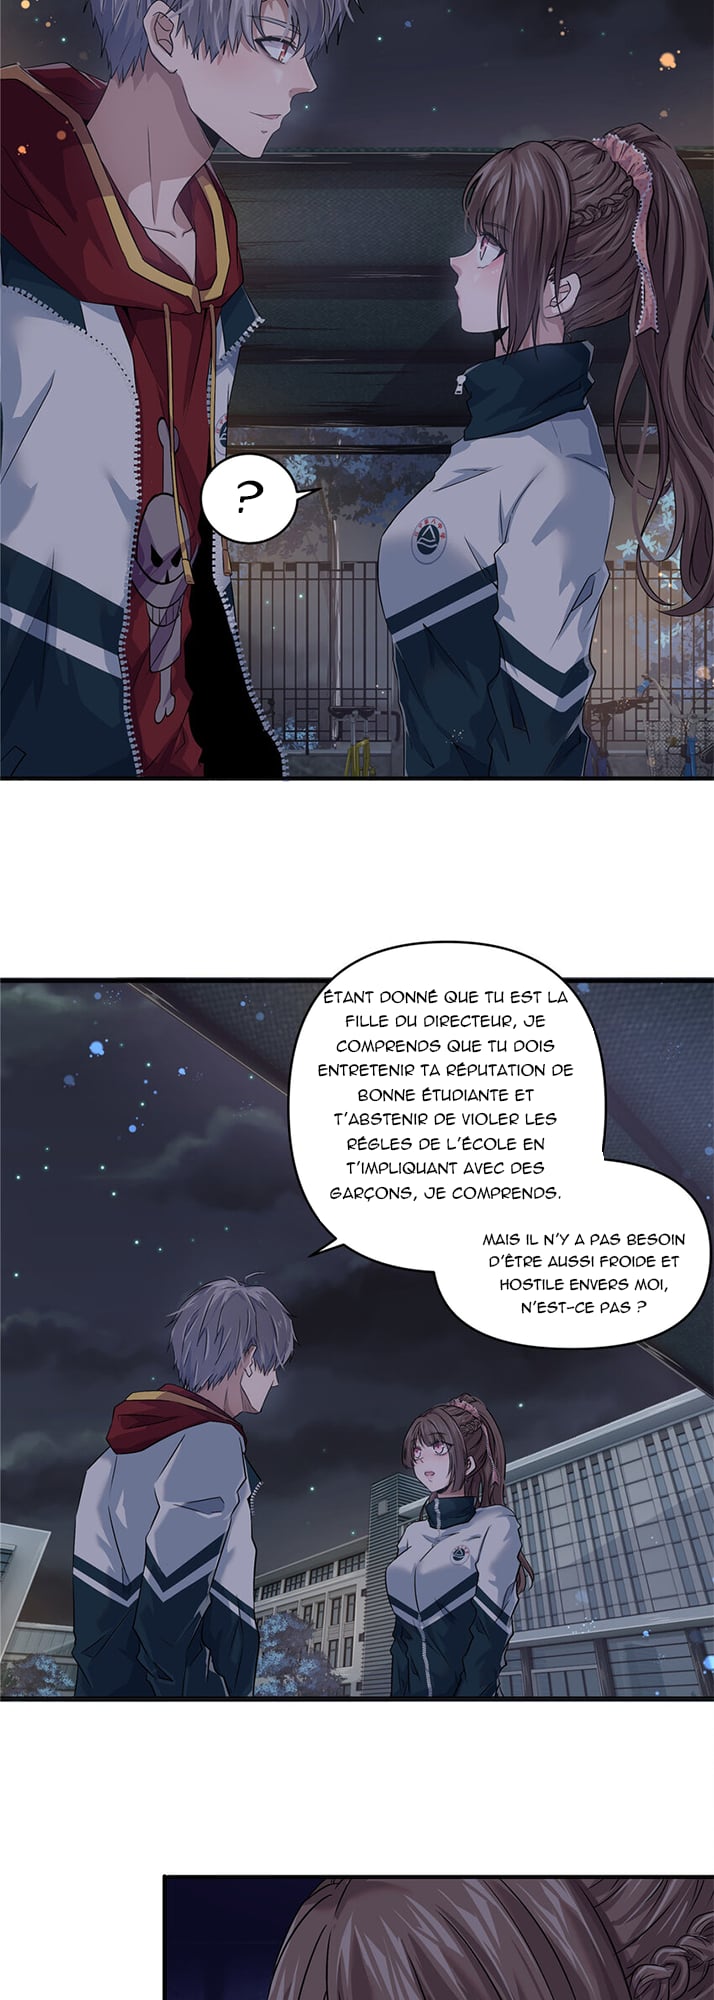 ?
ÉTANT DONNÉ QUE TU EST LA
FILLE DU DIRECTEUR, JE
COMPRENDS QUE TU DOIS
ENTRETENIR TA RÉPUTATION DE
BONNE ÉTUDIANTE ET
T'ABSTENIR DE VIOLER LES
RÉGLES DE L'ÉCOLE EN
T'IMPLIQUANT AVEC DES
GARÇONS, JE COMPRENDS.
MAIS IL N'Y A PAS BESOIN
D'ÊTRE AUSSI FROIDE ET
HOSTILE ENVERS MOI,
N'EST-CE PAS ?